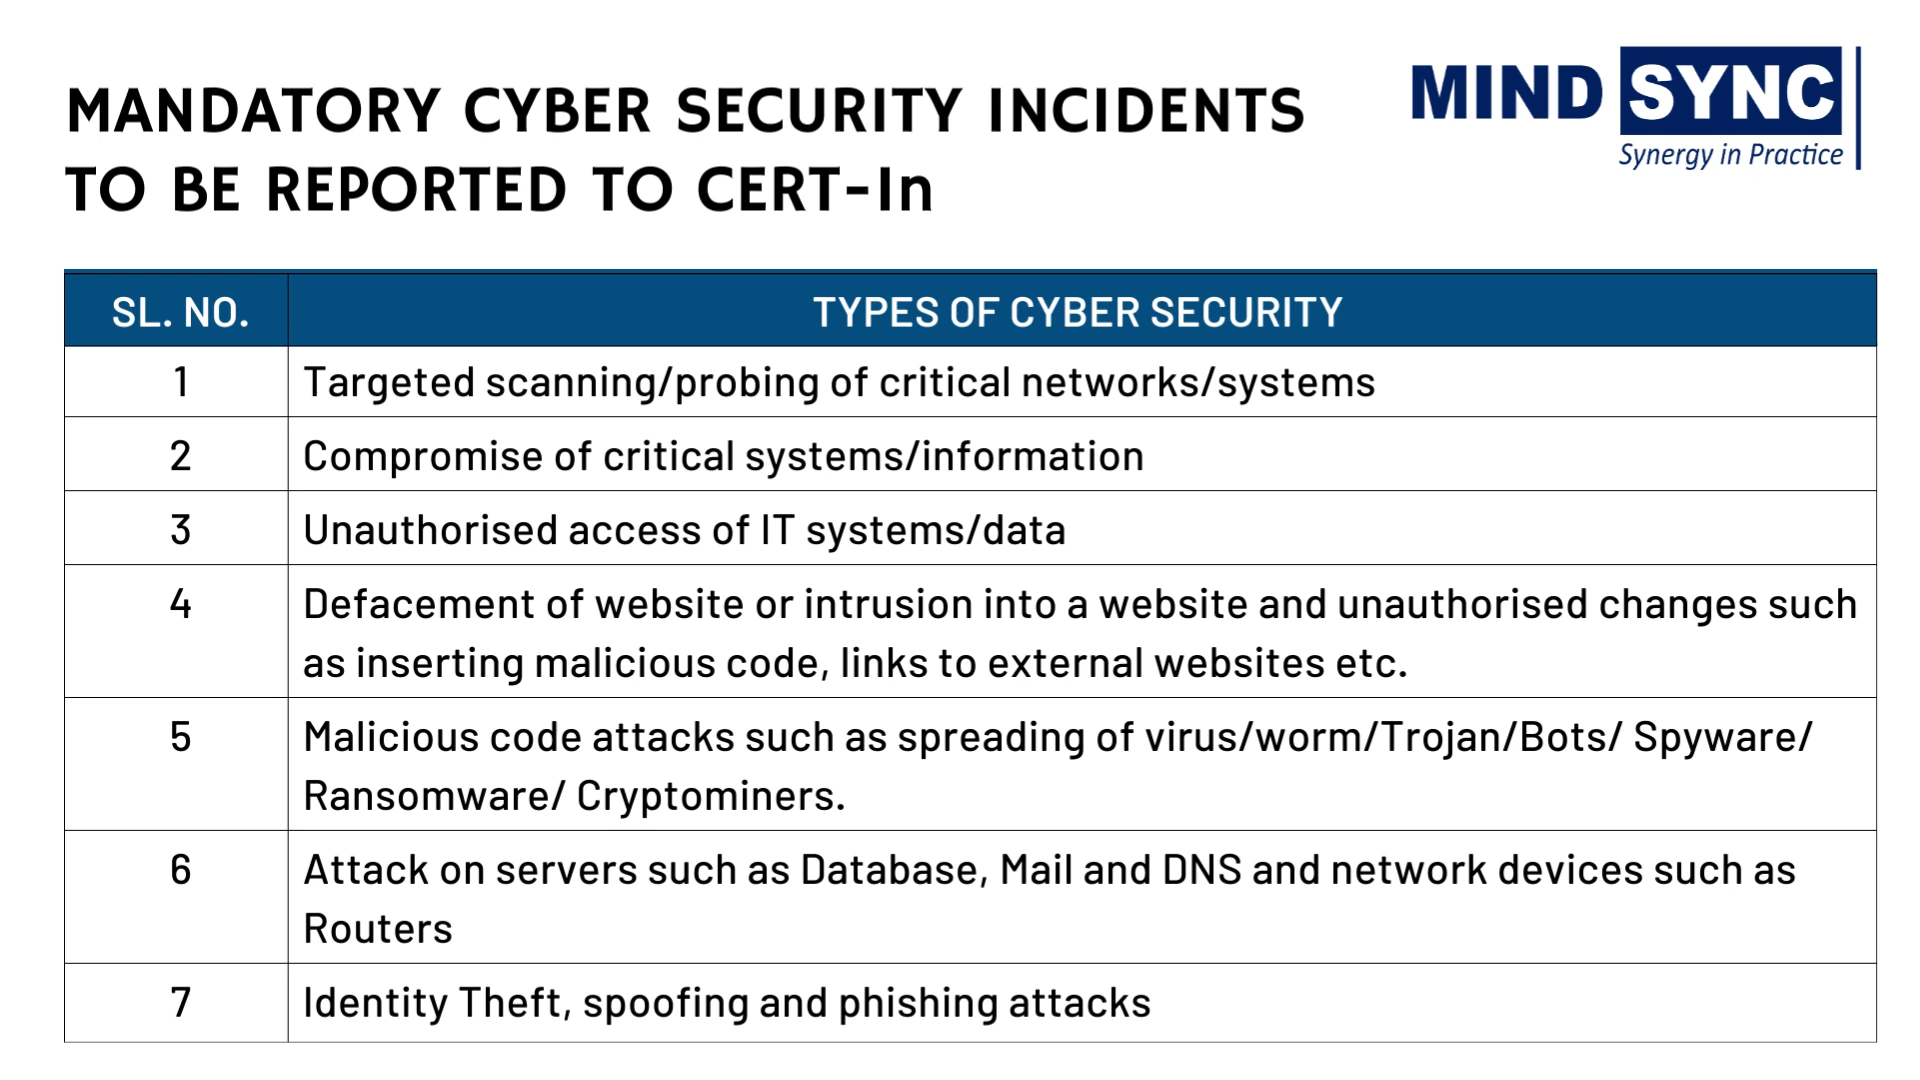 MANDATORY CYBER SECURITY INCIDENTS
TO BE REPORTED TO CERT-In
MIND SYNC
Synergy in Practice
SL. NO. TYPES OF CYBER SECURITY
1 Targeted scanning/probing of critical networks/systems
2 Compromise of critical systems/information
3 Unauthorised access of IT systems/data
4 Defacement of website or intrusion into a website and unauthorised changes such
as inserting malicious code, links to external websites etc.
5 Malicious code attacks such as spreading of virus/worm/Trojan/Bots/ Spyware/
Ransomware/ Cryptominers.
6 Attack on servers such as Database, Mail and DNS and network devices such as
Routers
7 Identity Theft, spoofing and phishing attacks